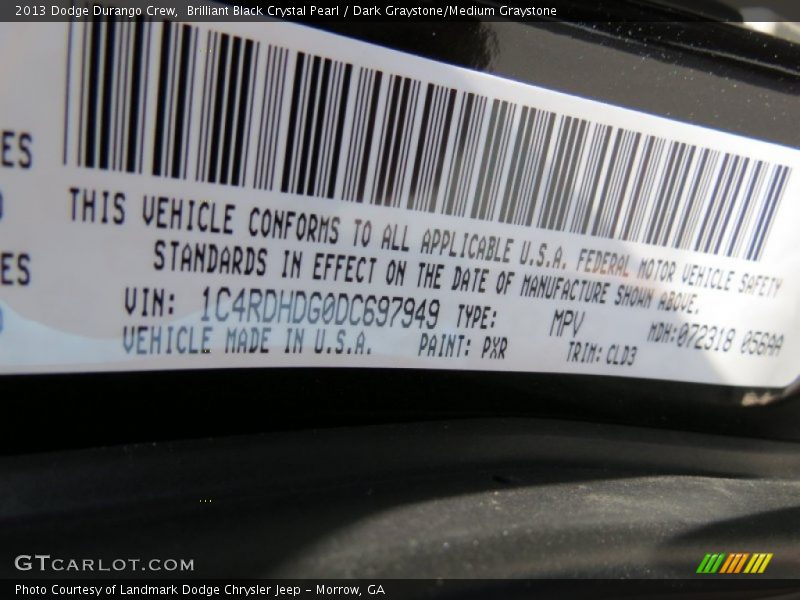 2013 Dodge Durango Crew, Brilliant Black Crystal Pearl / Dark Graystone/Medium Graystone
ES
ES
THIS VEHICLE CONFORMS TO ALL APPLICABLE U.S.A. FEDERAL MOTOR VEHICLE SAFETY
STANDARDS IN EFFECT ON THE DATE OF MANUFACTURE SHOWN ABOVE.
VIN: 1C4RDHDG0DC697949 TYPE: MPV MDH:072318 056AA
VEHICLE MADE IN U.S.A. PAINT: PXR TRIM: CLD3
GTCARLOT.COM
Photo Courtesy of Landmark Dodge Chrysler Jeep - Morrow, GA